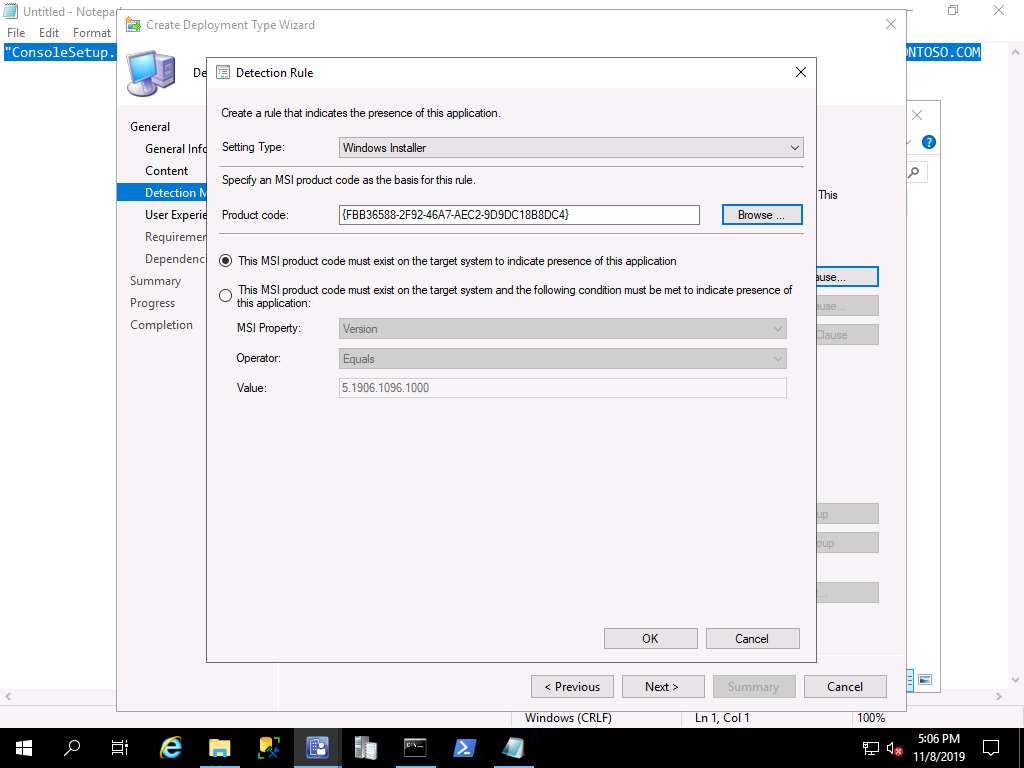 Untitled - Notepa
File Edit Format
"ConsoleSetup.
ONTOSO.COM
Create Deployment Type Wizard
De
General
General Info
Content
Detection M
User Experie
Requiremen
Dependenci
Summary
Progress
Completion
Detection Rule
Create a rule that indicates the presence of this application.
Setting Type: Windows Installer
Specify an MSI product code as the basis for this rule.
Product code: {FBB36588-2F92-46A7-AEC2-9D9DC18B8DC4} Browse ...
This MSI product code must exist on the target system to indicate presence of this application
This MSI product code must exist on the target system and the following condition must be met to indicate presence of
this application:
MSI Property: Version
Operator: Equals
Value: 5.1906.1096.1000
OK Cancel
This
ause...
ause...
Clause
up
oup
t...
< Previous Next > Summary Cancel
Windows (CRLF) Ln 1, Col 1 100%
5:06 PM
11/8/2019